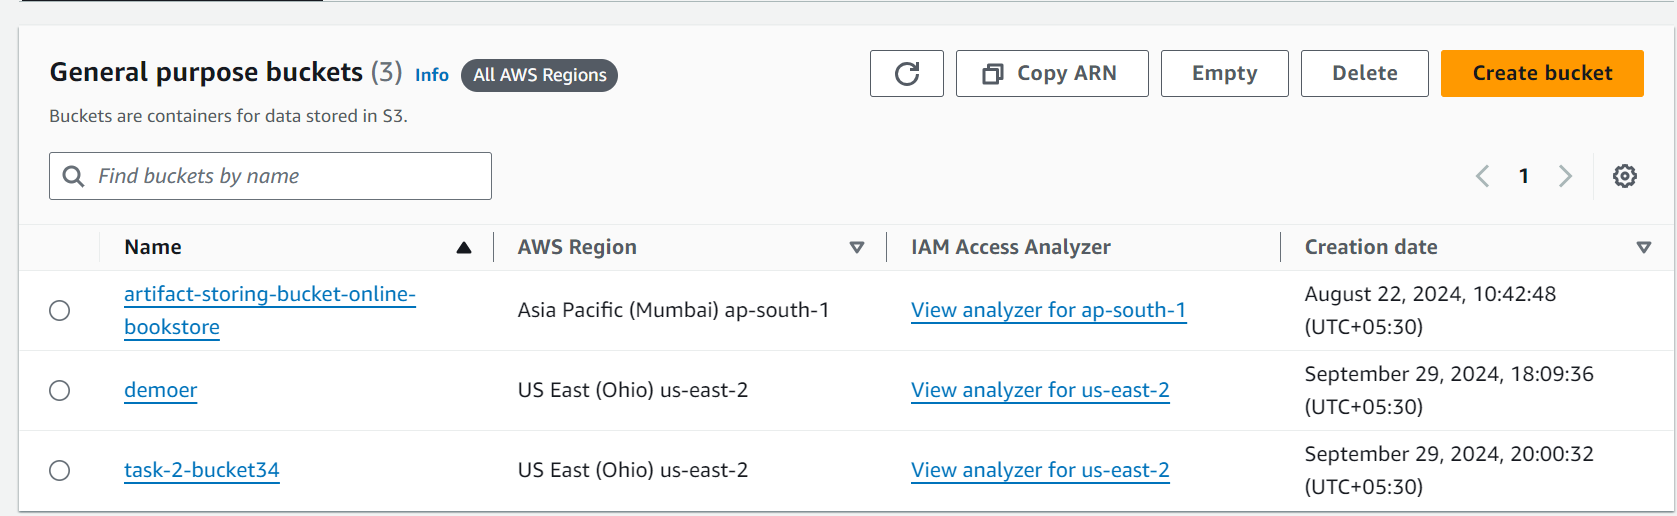 General purpose buckets (3) Info All AWS Regions
Copy ARN Empty Delete Create bucket
Buckets are containers for data stored in S3.
Find buckets by name
1
Name AWS Region IAM Access Analyzer Creation date
artifact-storing-bucket-online-
bookstore
Asia Pacific (Mumbai) ap-south-1
View analyzer for ap-south-1
August 22, 2024, 10:42:48
(UTC+05:30)
demoer
US East (Ohio) us-east-2
View analyzer for us-east-2
September 29, 2024, 18:09:36
(UTC+05:30)
task-2-bucket34
US East (Ohio) us-east-2
View analyzer for us-east-2
September 29, 2024, 20:00:32
(UTC+05:30)